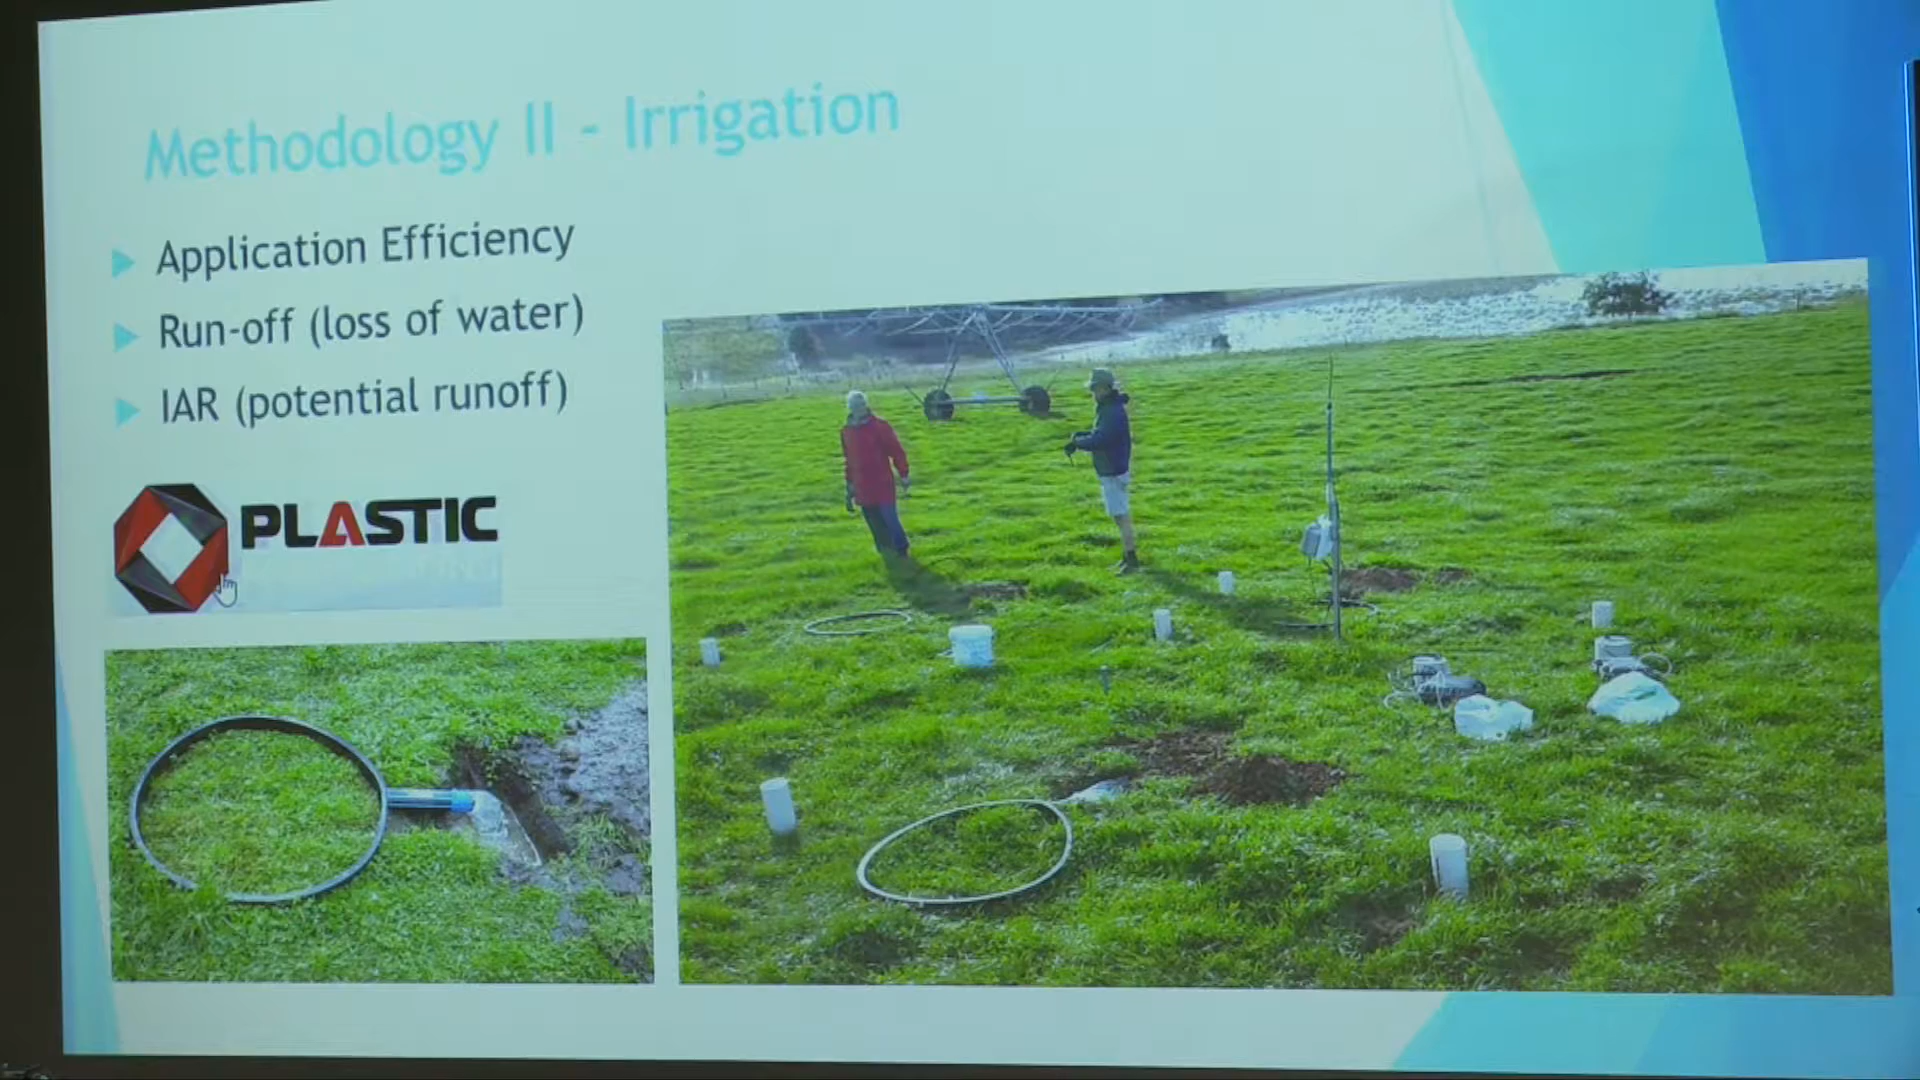 Methodology II - Irrigation
Application Efficiency
Run-off (loss of water)
IAR (potential runoff)
PLASTIC